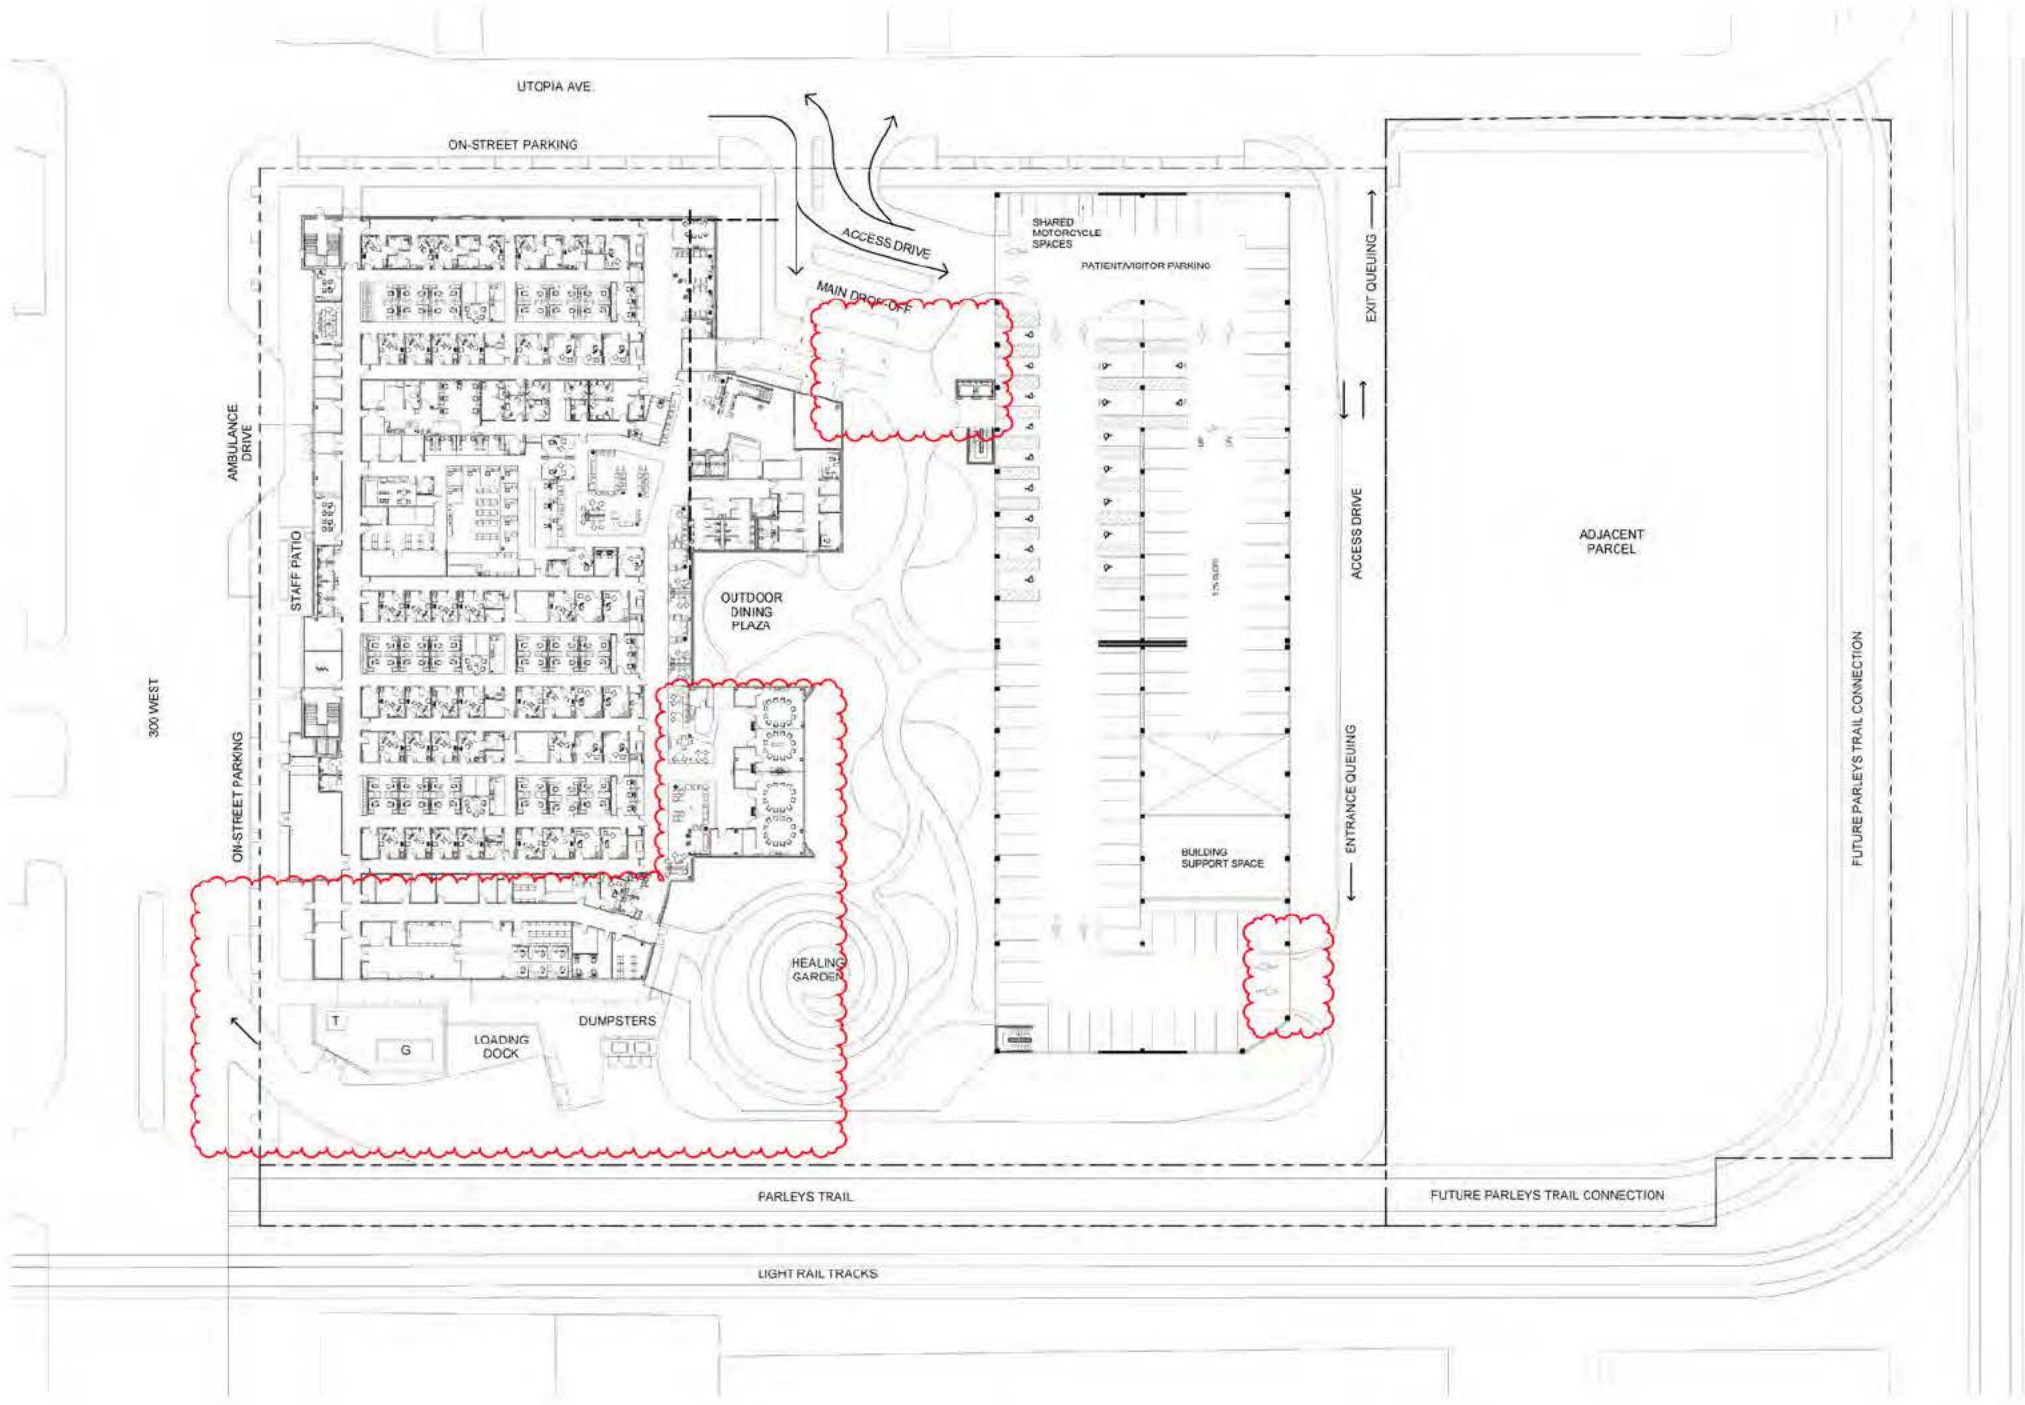 UTOPIA AVE.
ON-STREET PARKING
ACCESS DRIVE
MAIN DROP-OFF
SHARED
MOTORCYCLE
SPACES
PATIENT/VISITOR PARKING
EXIT QUEUING
AMBULANCE
DRIVE
UP
DN
ACCESS DRIVE
ADJACENT
PARCEL
STAFF PATIO
OUTDOOR
DINING
PLAZA
300 WEST
ON-STREET PARKING
ENTRANCE QUEUING
FUTURE PARLEYS TRAIL CONNECTION
BUILDING
SUPPORT SPACE
HEALING
GARDEN
T
G
LOADING
DOCK
DUMPSTERS
PARLEYS TRAIL
FUTURE PARLEYS TRAIL CONNECTION
LIGHT RAIL TRACKS